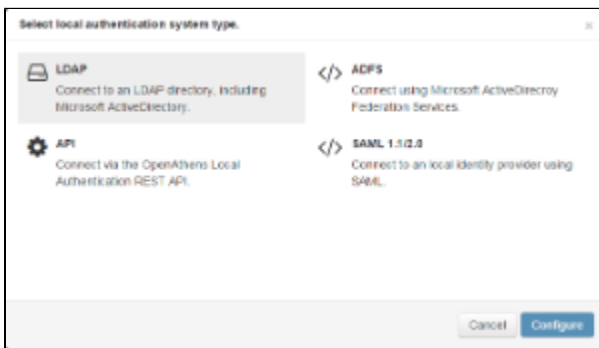 Select local authentication system type.
×
LDAP
Connect to an LDAP directory, including
Microsoft ActiveDirectory.
</> ADFS
Connect using Microsoft ActiveDirecroy
Federation Services.
API
Connect via the OpenAthens Local
Authentication REST API.
</> SAML 1.1/2.0
Connect to an local identity provider using
SAML.
Cancel
Configure